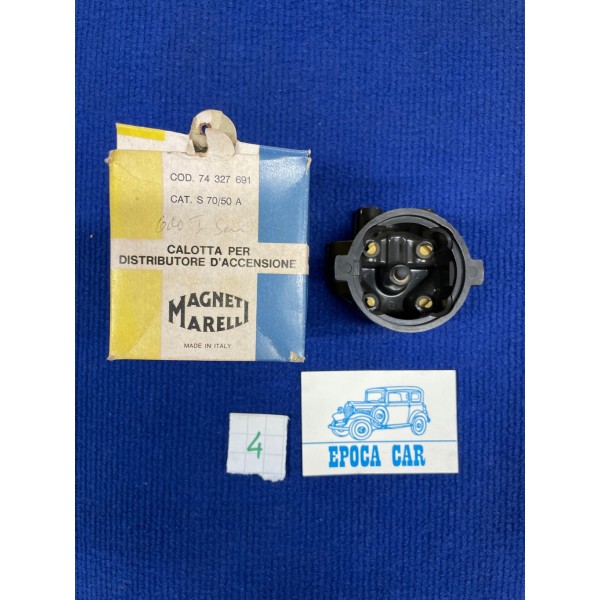 COD. 74 327 691
CAT. S 70/50 A
CALOTTA PER
DISTRIBUTORE D'ACCENSIONE
MAGNETI
MARELLI
MADE IN ITALY
4
EPOCA CAR